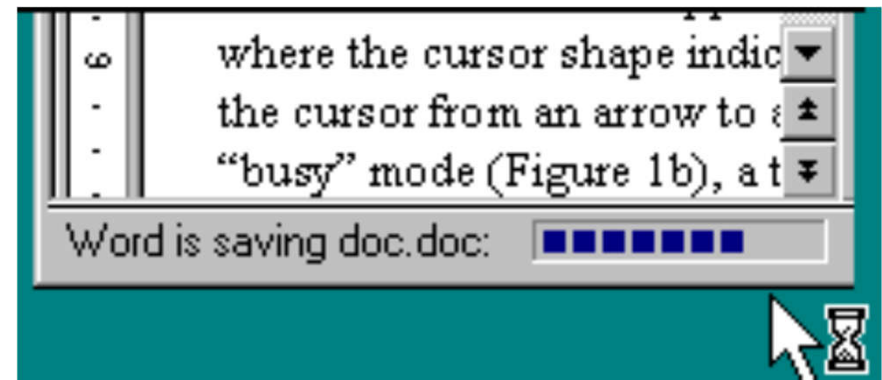 6
where the cursor shape indic
the cursor from an arrow to
“busy” mode (Figure 1b), a t
Word is saving doc.doc: